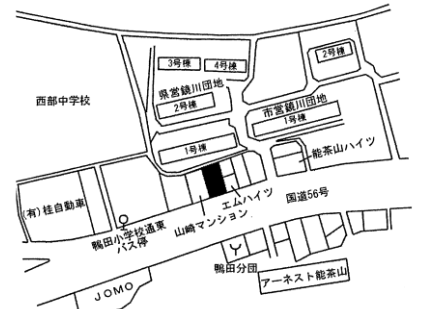 3号棟
4号棟
2号棟
県営鏡川団地
西部中学校
2号棟
市営鏡川団地
1号棟
1号棟
能茶山ハイツ
(有)桂自動車
エムハイツ
国道56号
鴨田小学校通東
バス停
山崎マンション
鴨田分団
アーネスト能茶山
JOMO